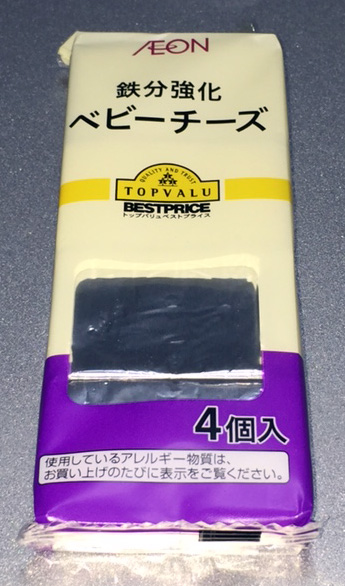 ÆON
鉄分強化
ベビーチーズ
QUALITY AND TRUST
TOPVALU
BESTPRICE
トップバリュベストプライス
4個入
使用しているアレルギー物質は、
お買い上げのたびに表示をご覧ください。